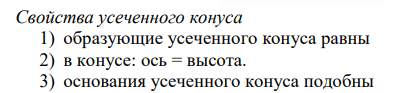 Свойства усеченного конуса
1) образующие усеченного конуса равны
2) в конусе: ось = высота.
3) основания усеченного конуса подобны